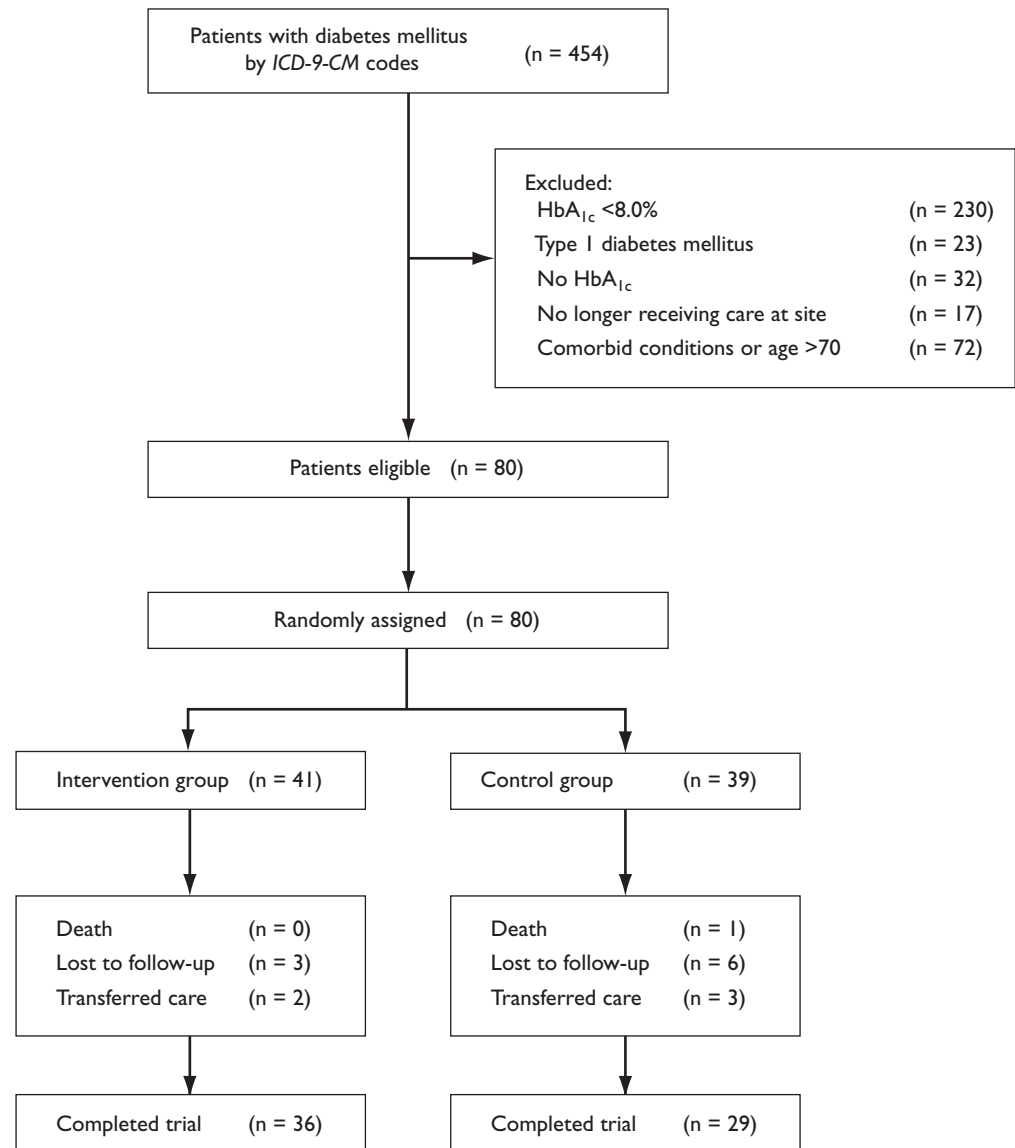 Patients with diabetes mellitus
by ICD-9-CM codes (n = 454)
Excluded:
HbA1c <8.0% (n = 230)
Type 1 diabetes mellitus (n = 23)
No HbA1c (n = 32)
No longer receiving care at site (n = 17)
Comorbid conditions or age >70 (n = 72)
Patients eligible (n = 80)
Randomly assigned (n = 80)
Intervention group (n = 41)
Control group (n = 39)
Death (n = 0)
Lost to follow-up (n = 3)
Transferred care (n = 2)
Death (n = 1)
Lost to follow-up (n = 6)
Transferred care (n = 3)
Completed trial (n = 36)
Completed trial (n = 29)